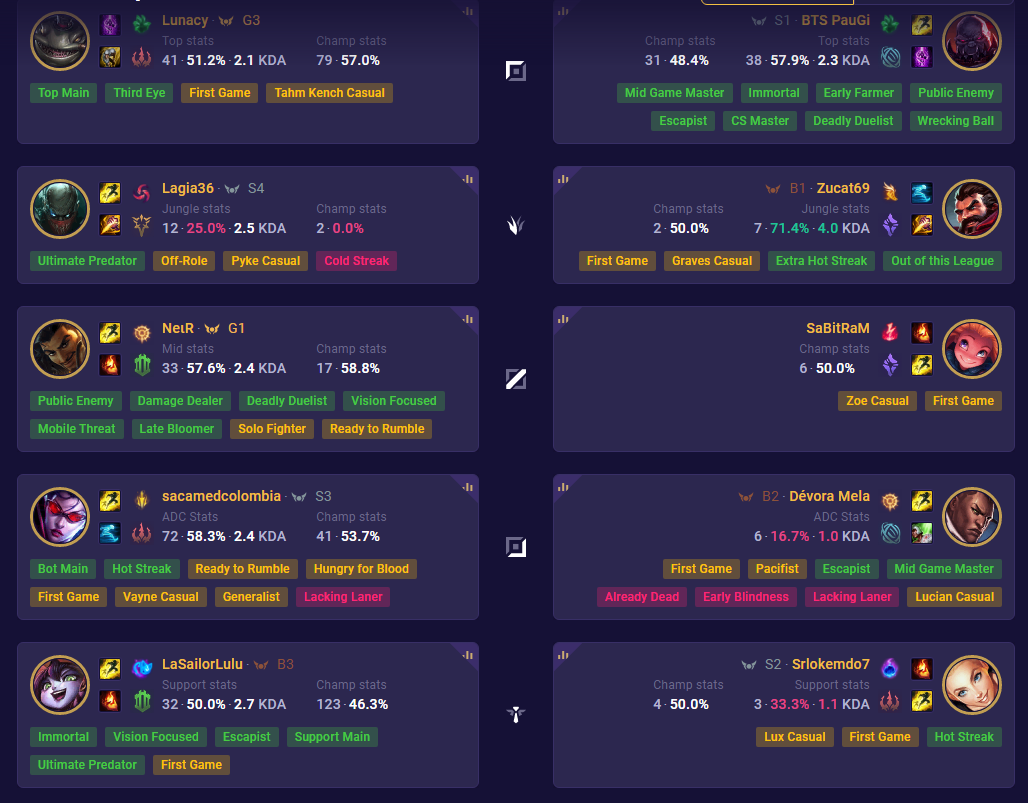 Lunacy · G3
Top stats Champ stats
41 · 51.2% · 2.1 KDA 79 · 57.0%
Top Main Third Eye First Game Tahm Kench Casual
S1 · BTS PauGi
Champ stats Top stats
31 · 48.4% 38 · 57.9% · 2.3 KDA
Mid Game Master Immortal Early Farmer Public Enemy
Escapist CS Master Deadly Duelist Wrecking Ball
Lagia36 · S4
Jungle stats Champ stats
12 · 25.0% · 2.5 KDA 2 · 0.0%
Ultimate Predator Off-Role Pyke Casual Cold Streak
B1 · Zucat69
Champ stats Jungle stats
2 · 50.0% 7 · 71.4% · 4.0 KDA
First Game Graves Casual Extra Hot Streak Out of this League
NeιR · G1
Mid stats Champ stats
33 · 57.6% · 2.4 KDA 17 · 58.8%
Public Enemy Damage Dealer Deadly Duelist Vision Focused
Mobile Threat Late Bloomer Solo Fighter Ready to Rumble
SaBitRaM
Champ stats
6 · 50.0%
Zoe Casual First Game
sacamedcolombia · S3
ADC Stats Champ stats
72 · 58.3% · 2.4 KDA 41 · 53.7%
Bot Main Hot Streak Ready to Rumble Hungry for Blood
First Game Vayne Casual Generalist Lacking Laner
B2 · Dévora Mela
ADC Stats
6 · 16.7% · 1.0 KDA
First Game Pacifist Escapist Mid Game Master
Already Dead Early Blindness Lacking Laner Lucian Casual
LaSailorLulu · B3
Support stats Champ stats
32 · 50.0% · 2.7 KDA 123 · 46.3%
Immortal Vision Focused Escapist Support Main
Ultimate Predator First Game
S2 · Srlokemdo7
Champ stats Support stats
4 · 50.0% 3 · 33.3% · 1.1 KDA
Lux Casual First Game Hot Streak